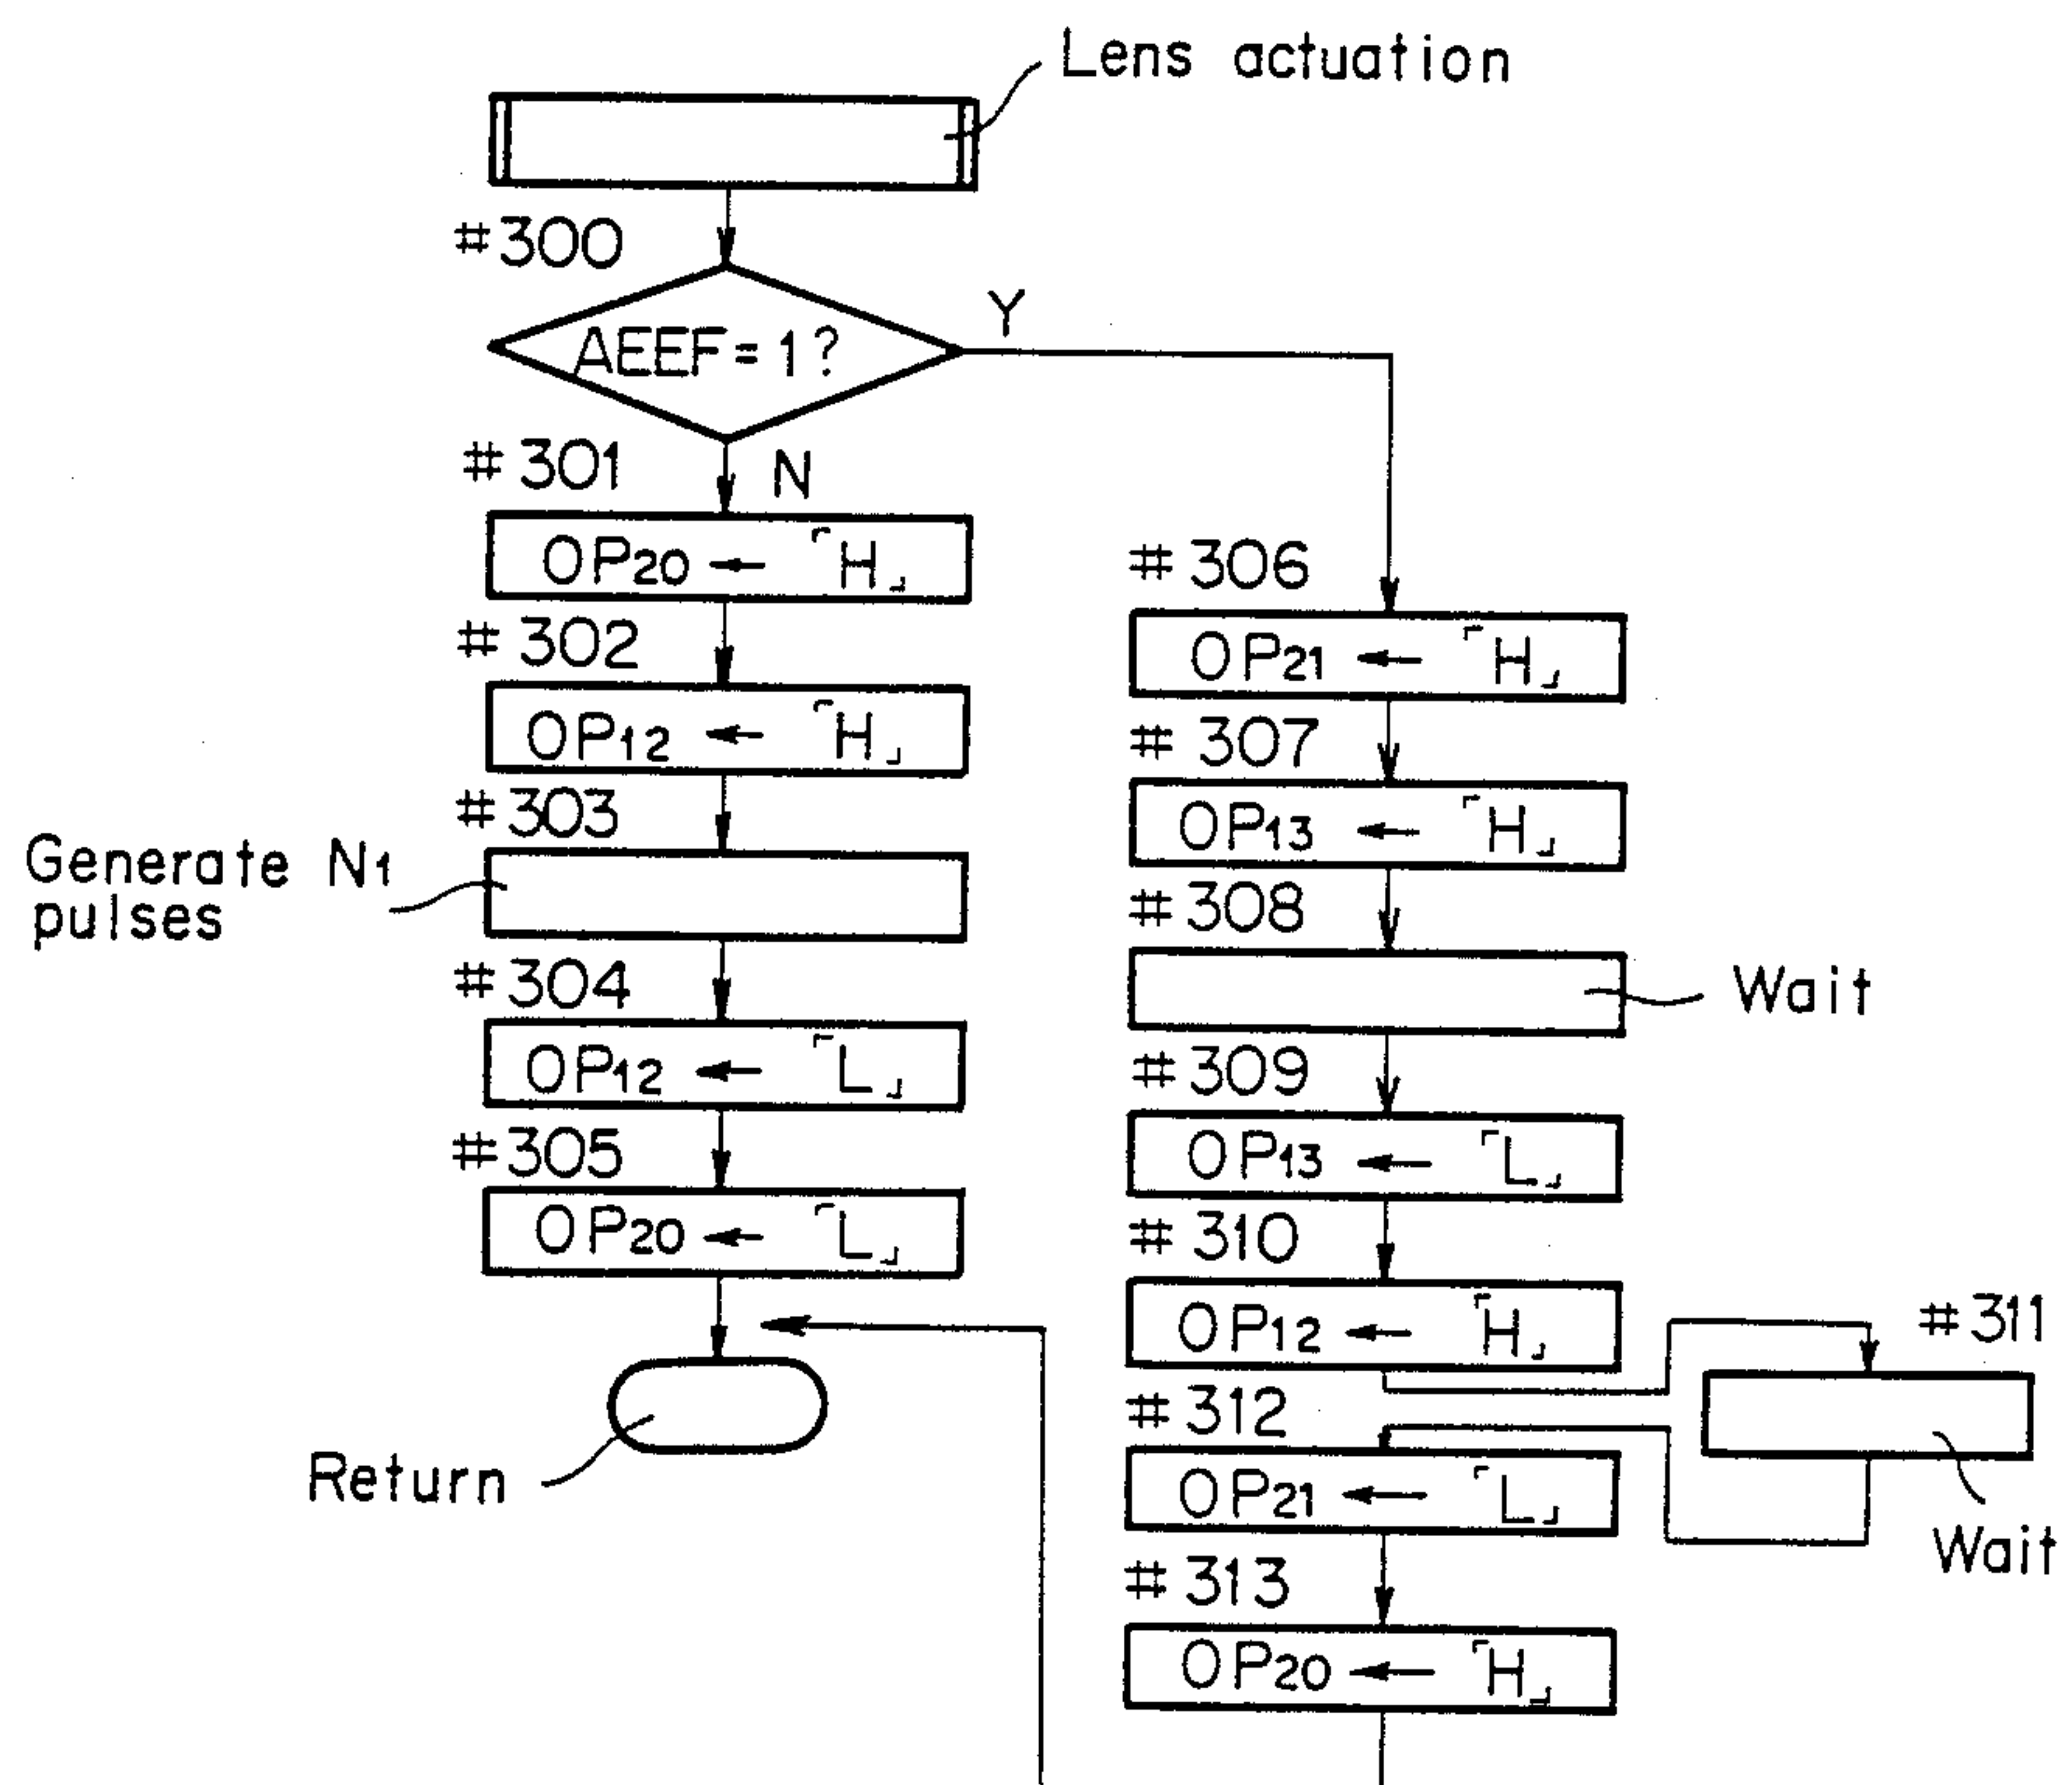 Lens actuation
#300
AEEF=1?
Y
#301
N
OP20 ← 「H」
#302
OP12 ← 「H」
#303
Generate N1
pulses
#304
OP12 ← 「L」
#305
OP20 ← 「L」
Return
#306
OP21 ← 「H」
#307
OP13 ← 「H」
#308
Wait
#309
OP13 ← 「L」
#310
OP12 ← 「H」
#311
Wait
#312
OP21 ← 「L」
#313
OP20 ← 「H」